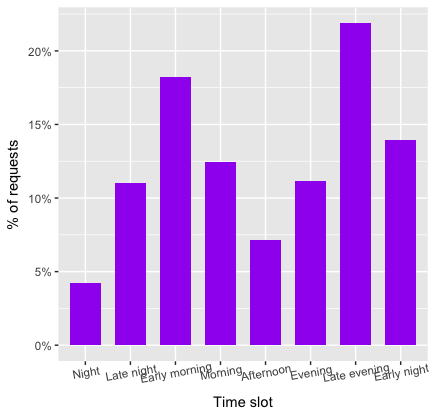 % of requests
20%
15%
10%
5%
0%
Night Late night Early morning Morning Afternoon Evening Late evening Early night
Time slot